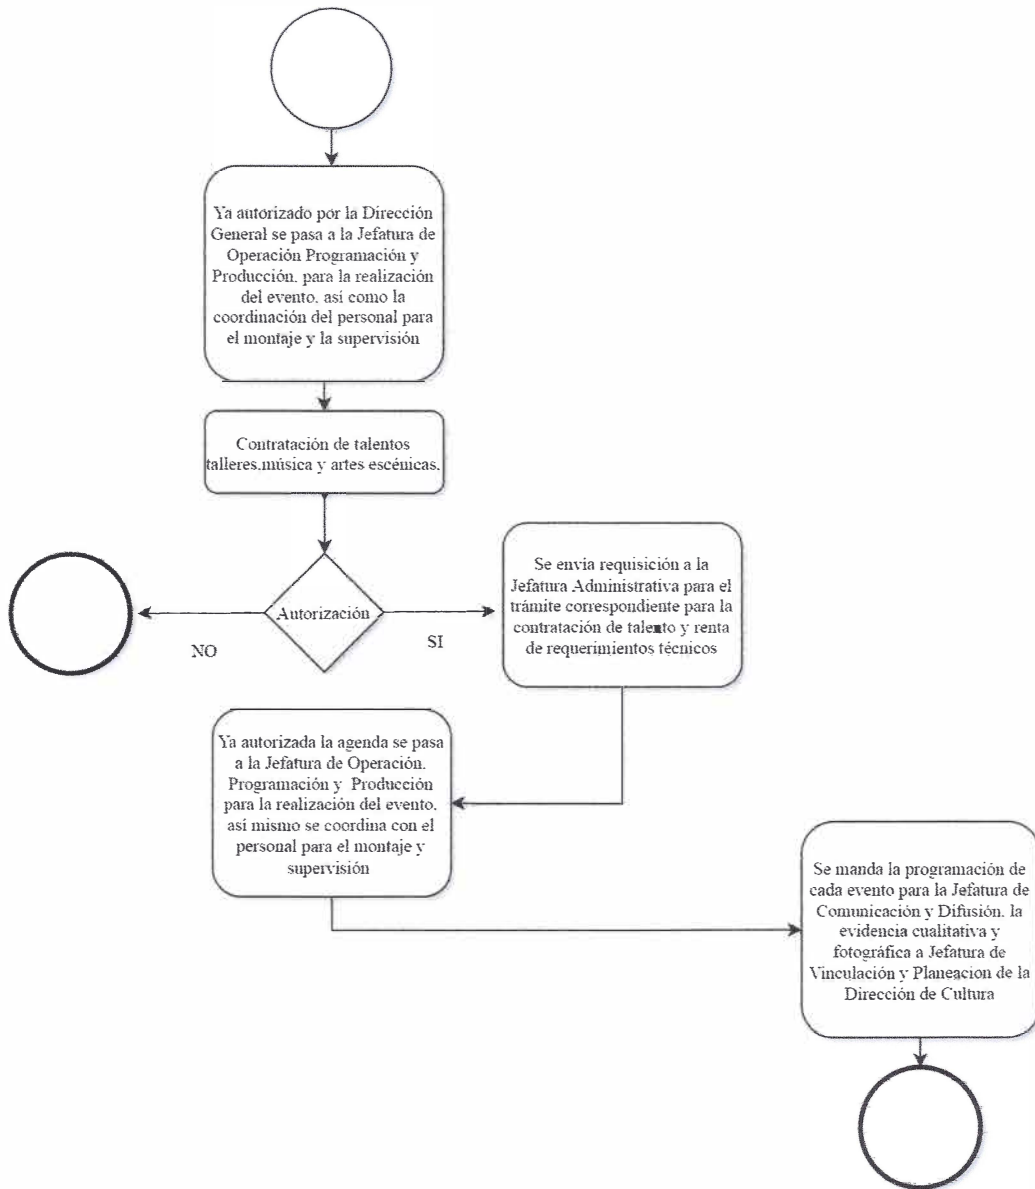 Ya autorizado por la Dirección
General se pasa a la Jefatura de
Operación Programación y
Producción. para la realización
del evento. así como la
coordinación del personal para
el montaje y la supervisión
Contratación de talentos
talleres.música y artes escénicas.
Autorización
NO
SI
Se envía requisición a la
Jefatura Administrativa para el
trámite correspondiente para la
contratación de talento y renta
de requerimientos técnicos
Ya autorizada la agenda se pasa
a la Jefatura de Operación.
Programación y Producción
para la realización del evento.
así mismo se coordina con el
personal para el montaje y
supervisión
Se manda la programación de
cada evento para la Jefatura de
Comunicación y Difusión. la
evidencia cualitativa y
fotográfica a Jefatura de
Vinculación y Planeacion de la
Dirección de Cultura